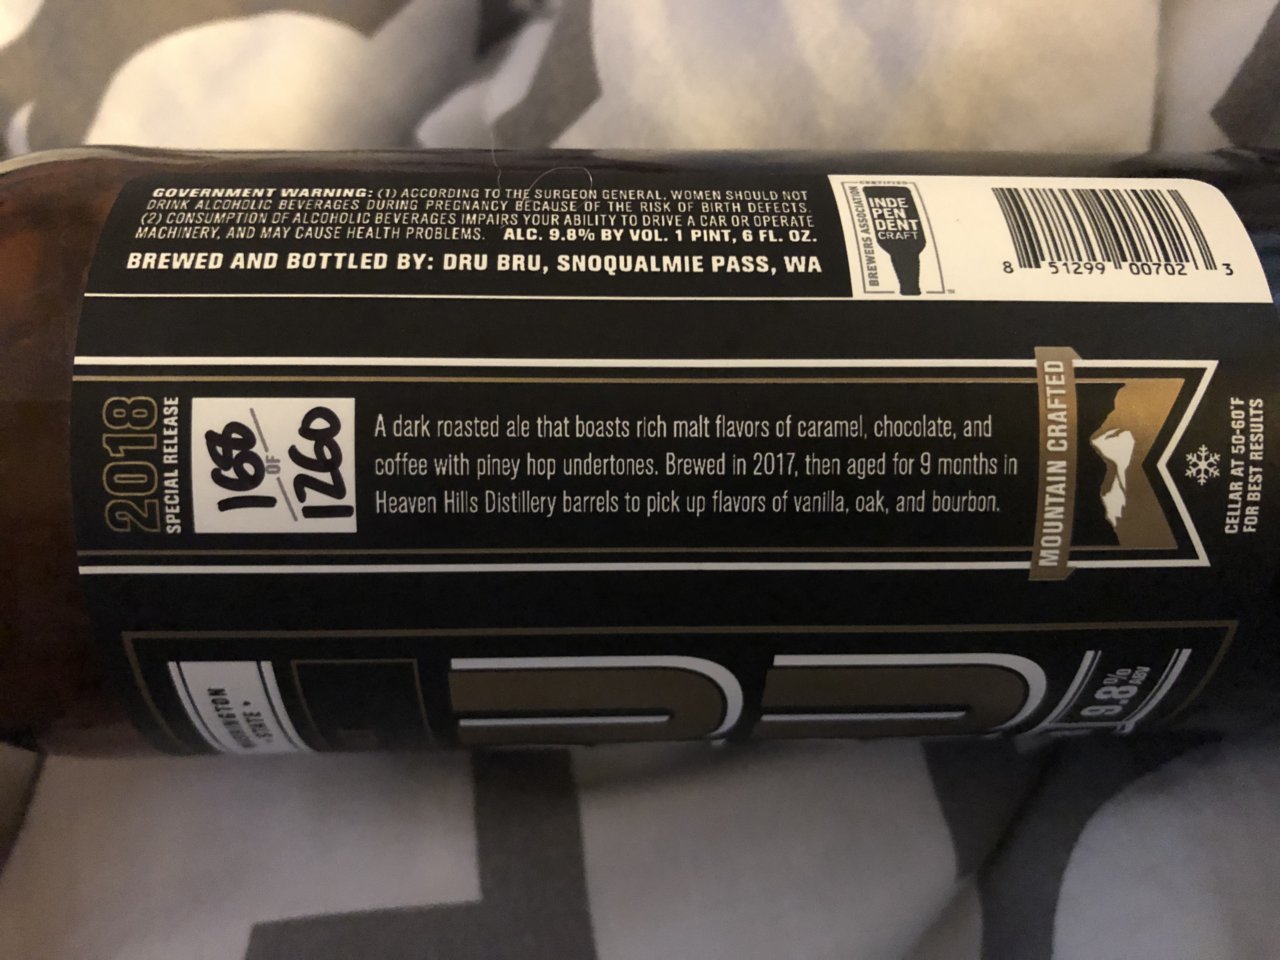 GOVERNMENT WARNING: (1) ACCORDING TO THE SURGEON GENERAL, WOMEN SHOULD NOT
DRINK ALCOHOLIC BEVERAGES DURING PREGNANCY BECAUSE OF THE RISK OF BIRTH DEFECTS.
(2) CONSUMPTION OF ALCOHOLIC BEVERAGES IMPAIRS YOUR ABILITY TO DRIVE A CAR OR OPERATE
MACHINERY, AND MAY CAUSE HEALTH PROBLEMS. ALC. 9.8% BY VOL. 1 PINT, 6 FL. OZ.
BREWED AND BOTTLED BY: DRU BRU, SNOQUALMIE PASS, WA
BREWERS ASSOCIATION
CERTIFIED
INDE
PEN
DENT
CRAFT
8 51299 00702 3
2018
SPECIAL RELEASE
168
OF
1260
A dark roasted ale that boasts rich malt flavors of caramel, chocolate, and
coffee with piney hop undertones. Brewed in 2017, then aged for 9 months in
Heaven Hills Distillery barrels to pick up flavors of vanilla, oak, and bourbon.
MOUNTAIN CRAFTED
CELLAR AT 50-60°F
FOR BEST RESULTS
STATE
9.8%
ABV